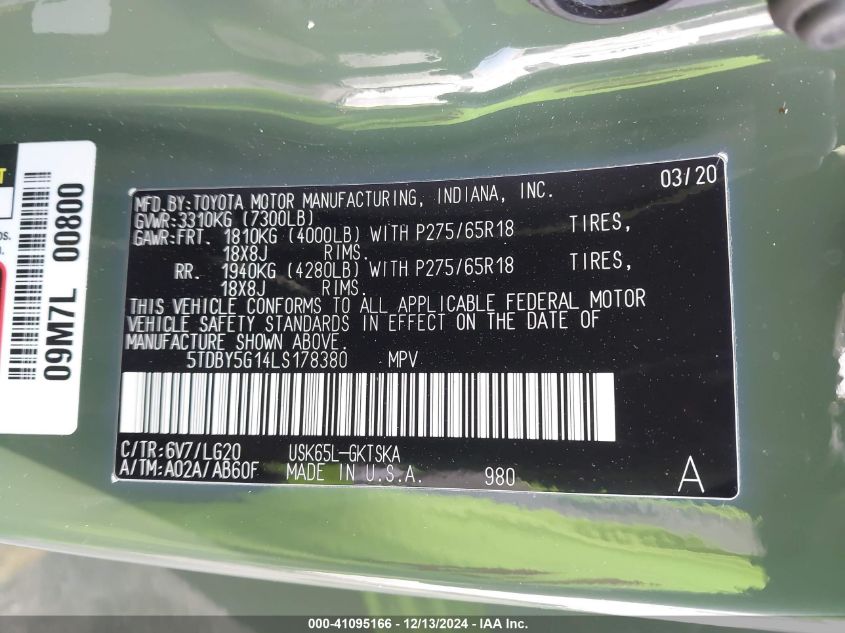 MFD.BY:TOYOTA MOTOR MANUFACTURING, INDIANA, INC. 03/20
GVWR:3310KG (7300LB)
GAWR:FRT. 1810KG (4000LB) WITH P275/65R18 TIRES,
18X8J RIMS.
RR. 1940KG (4280LB) WITH P275/65R18 TIRES,
18X8J RIMS.
THIS VEHICLE CONFORMS TO ALL APPLICABLE FEDERAL MOTOR
VEHICLE SAFETY STANDARDS IN EFFECT ON THE DATE OF
MANUFACTURE SHOWN ABOVE.
5TDBY5G14LS178380 MPV
C/TR:6V7/LG20 USK65L-GKTSKA
A/TM:A02A/AB60F MADE IN U.S.A. 980 A
09M7L 00800
000-41095166 - 12/13/2024 - IAA Inc.